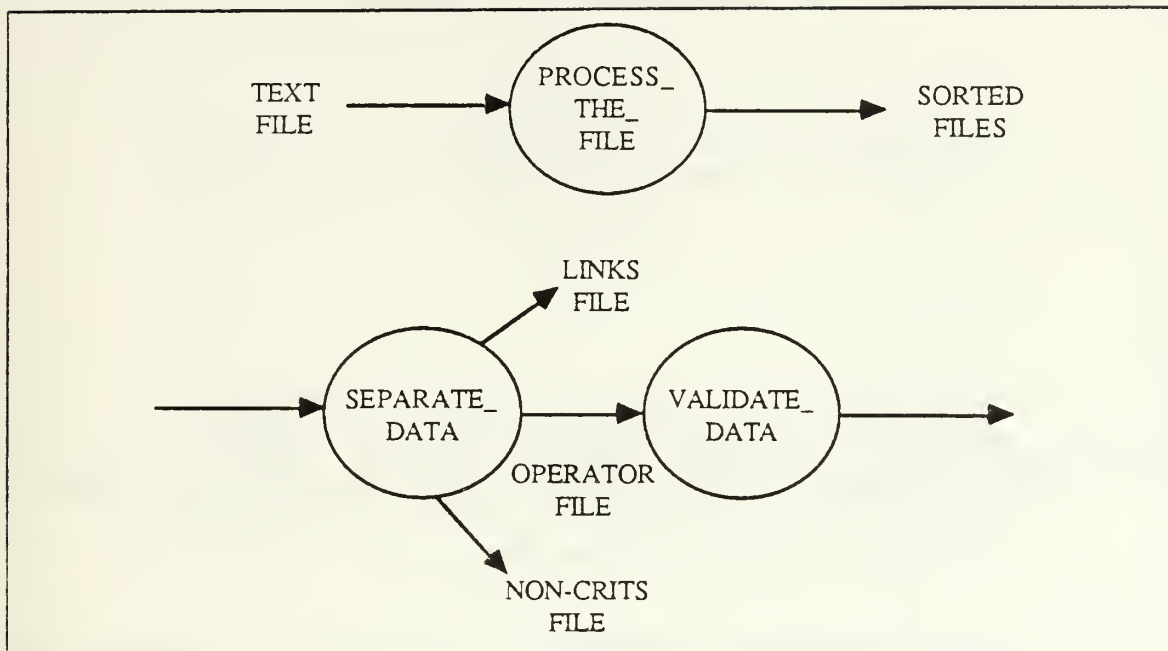 TEXT
FILE
PROCESS_
THE_
FILE
SORTED
FILES
LINKS
FILE
SEPARATE_
DATA
OPERATOR
FILE
VALIDATE_
DATA
NON-CRITS
FILE